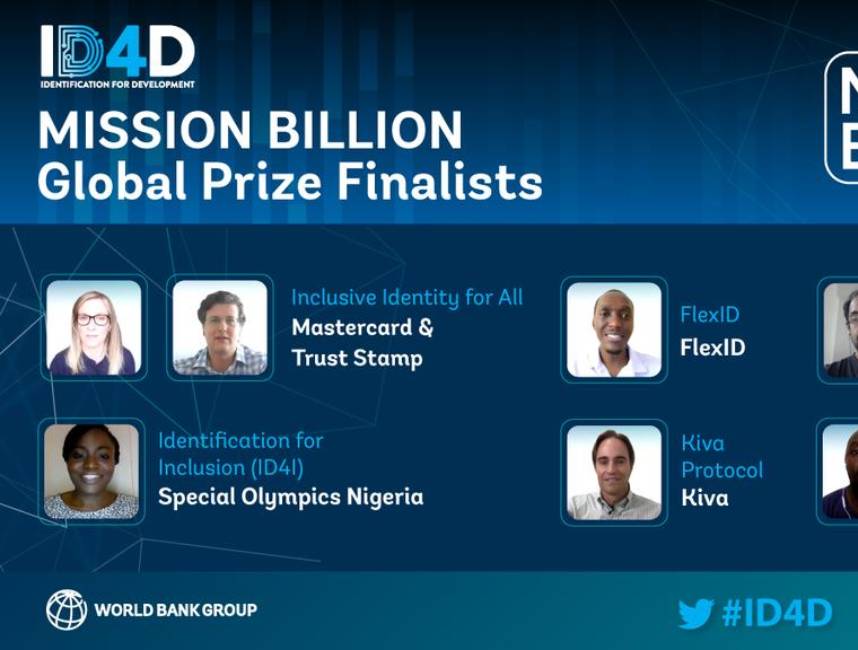 ID4D
IDENTIFICATION FOR DEVELOPMENT
MISSION BILLION
Global Prize Finalists
Inclusive Identity for All
Mastercard &
Trust Stamp
FlexID
FlexID
Identification for
Inclusion (ID4I)
Special Olympics Nigeria
Kiva
Protocol
Kiva
WORLD BANK GROUP
#ID4D